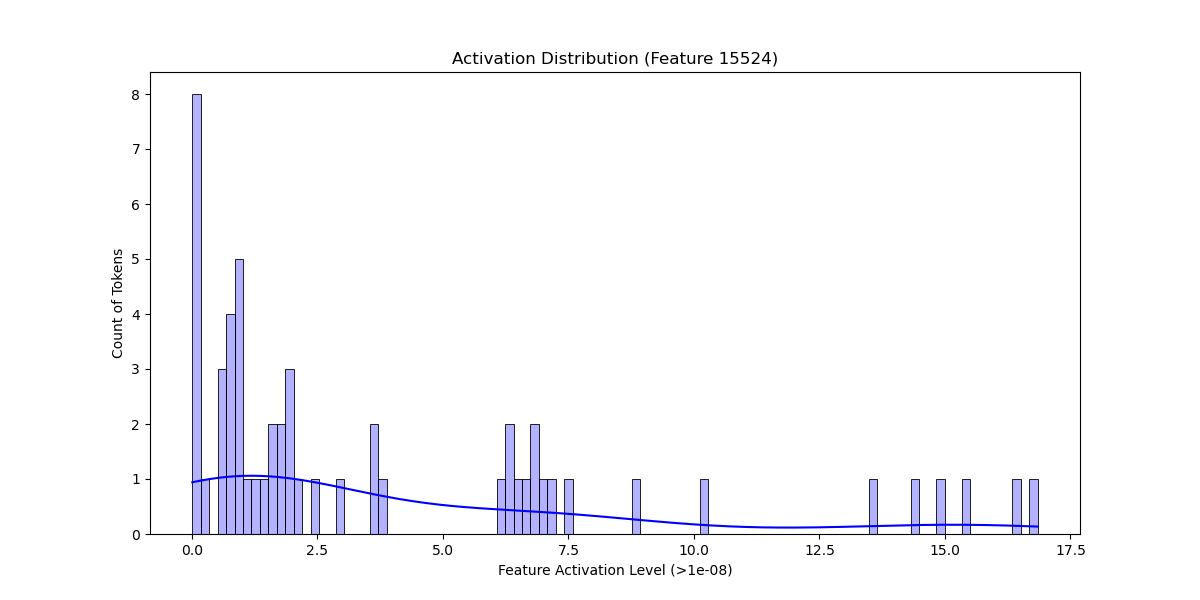 Activation Distribution (Feature 15524)
Count of Tokens
8
7
6
5
4
3
2
1
0
0.0 2.5 5.0 7.5 10.0 12.5 15.0 17.5
Feature Activation Level (>1e-08)